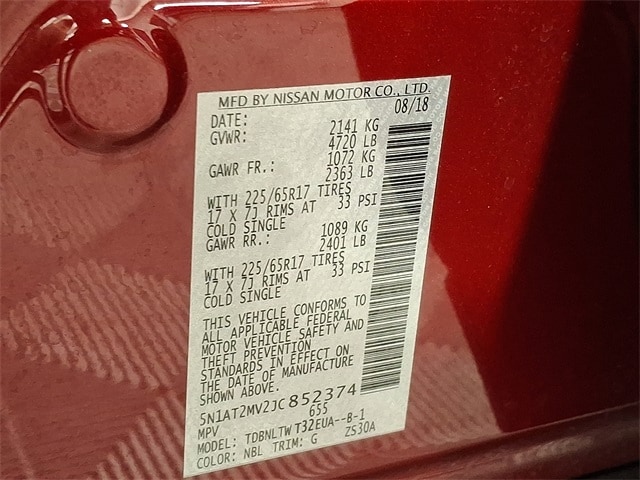 MFD BY NISSAN MOTOR CO., LTD.
DATE: 08/18
GVWR: 2141 KG
4720 LB
GAWR FR.: 1072 KG
2363 LB
WITH 225/65R17 TIRES
17 X 7J RIMS AT 33 PSI
COLD SINGLE
GAWR RR.: 1089 KG
2401 LB
WITH 225/65R17 TIRES
17 X 7J RIMS AT 33 PSI
COLD SINGLE
THIS VEHICLE CONFORMS TO
ALL APPLICABLE FEDERAL
MOTOR VEHICLE SAFETY AND
THEFT PREVENTION
STANDARDS IN EFFECT ON
THE DATE OF MANUFACTURE
SHOWN ABOVE.
5N1AT2MV2JC852374
MPV 655
MODEL: TDBNLTWT32EUA--8-1
COLOR: NBL TRIM: G ZS30A